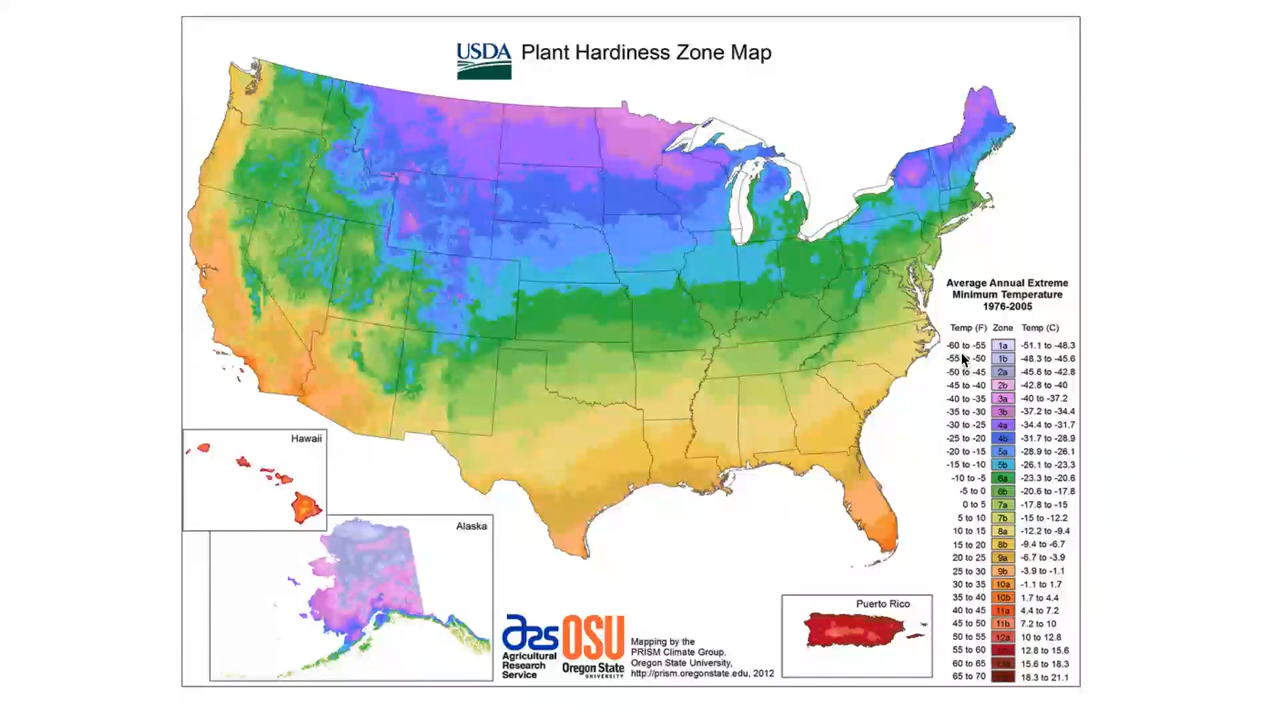 USDA Plant Hardiness Zone Map
Average Annual Extreme
Minimum Temperature
1976-2005
Temp (F) Zone Temp (C)
-60 to -55 1a -51.1 to -48.3
-55 to -50 1b -48.3 to -45.6
-50 to -45 2a -45.6 to -42.8
-45 to -40 2b -42.8 to -40
-40 to -35 3a -40 to -37.2
-35 to -30 3b -37.2 to -34.4
-30 to -25 4a -34.4 to -31.7
-25 to -20 4b -31.7 to -28.9
-20 to -15 5a -28.9 to -26.1
-15 to -10 5b -26.1 to -23.3
-10 to -5 6a -23.3 to -20.6
-5 to 0 6b -20.6 to -17.8
0 to 5 7a -17.8 to -15
5 to 10 7b -15 to -12.2
10 to 15 8a -12.2 to -9.4
15 to 20 8b -9.4 to -6.7
20 to 25 9a -6.7 to -3.9
25 to 30 9b -3.9 to -1.1
30 to 35 10a -1.1 to 1.7
35 to 40 10b 1.7 to 4.4
40 to 45 11a 4.4 to 7.2
45 to 50 11b 7.2 to 10
50 to 55 12a 10 to 12.8
55 to 60 12.8 to 15.6
60 to 65 15.6 to 18.3
65 to 70 18.3 to 21.1
Hawaii
Alaska
Puerto Rico
ars
Agricultural
Research
Service
OSU
Oregon State
UNIVERSITY
Mapping by the
PRISM Climate Group,
Oregon State University,
http://prism.oregonstate.edu, 2012